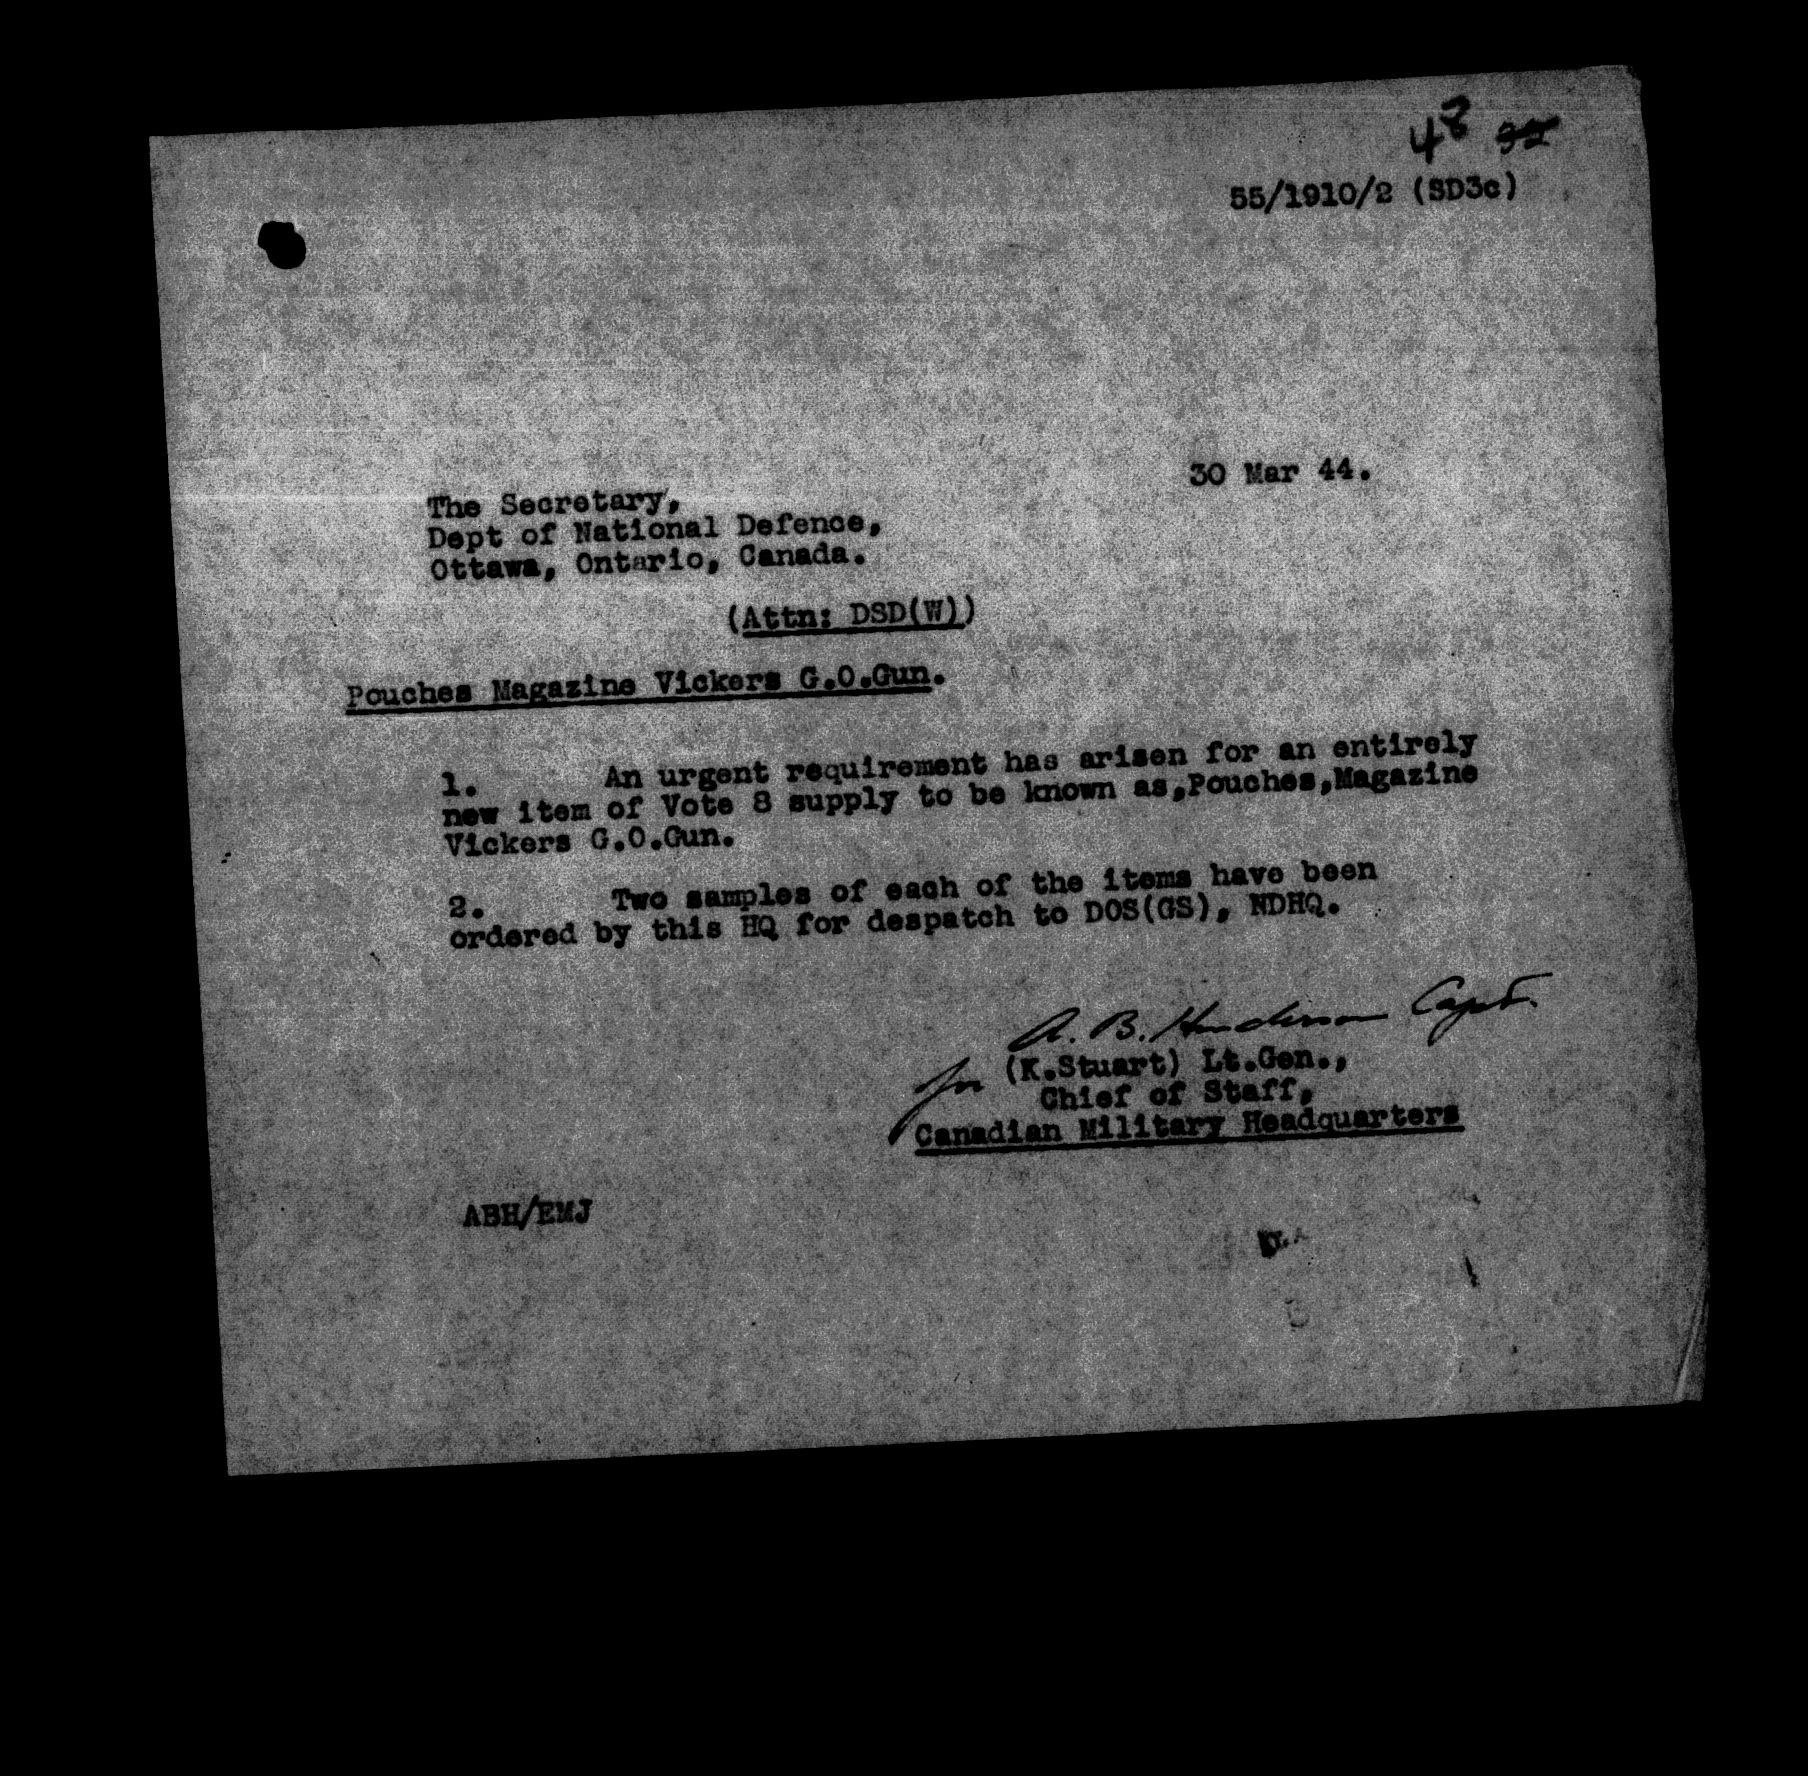 48
55/1910/2 (SD3c)
30 Mar 44.
The Secretary,
Dept of National Defence,
Ottawa, Ontario, Canada.
(Attn: DSD(W))
Pouches Magazine Vickers G.O.Gun.
1. An urgent requirement has arisen for an entirely
new item of Vote 8 supply to be known as,Pouches,Magazine
Vickers G.O.Gun.
2. Two samples of each of the items have been
ordered by this HQ for despatch to DOS(GS), NDHQ.
A. B. Henderson Capt.
for (K.Stuart) Lt.Gen.,
Chief of Staff,
Canadian Military Headquarters
ABH/EMJ